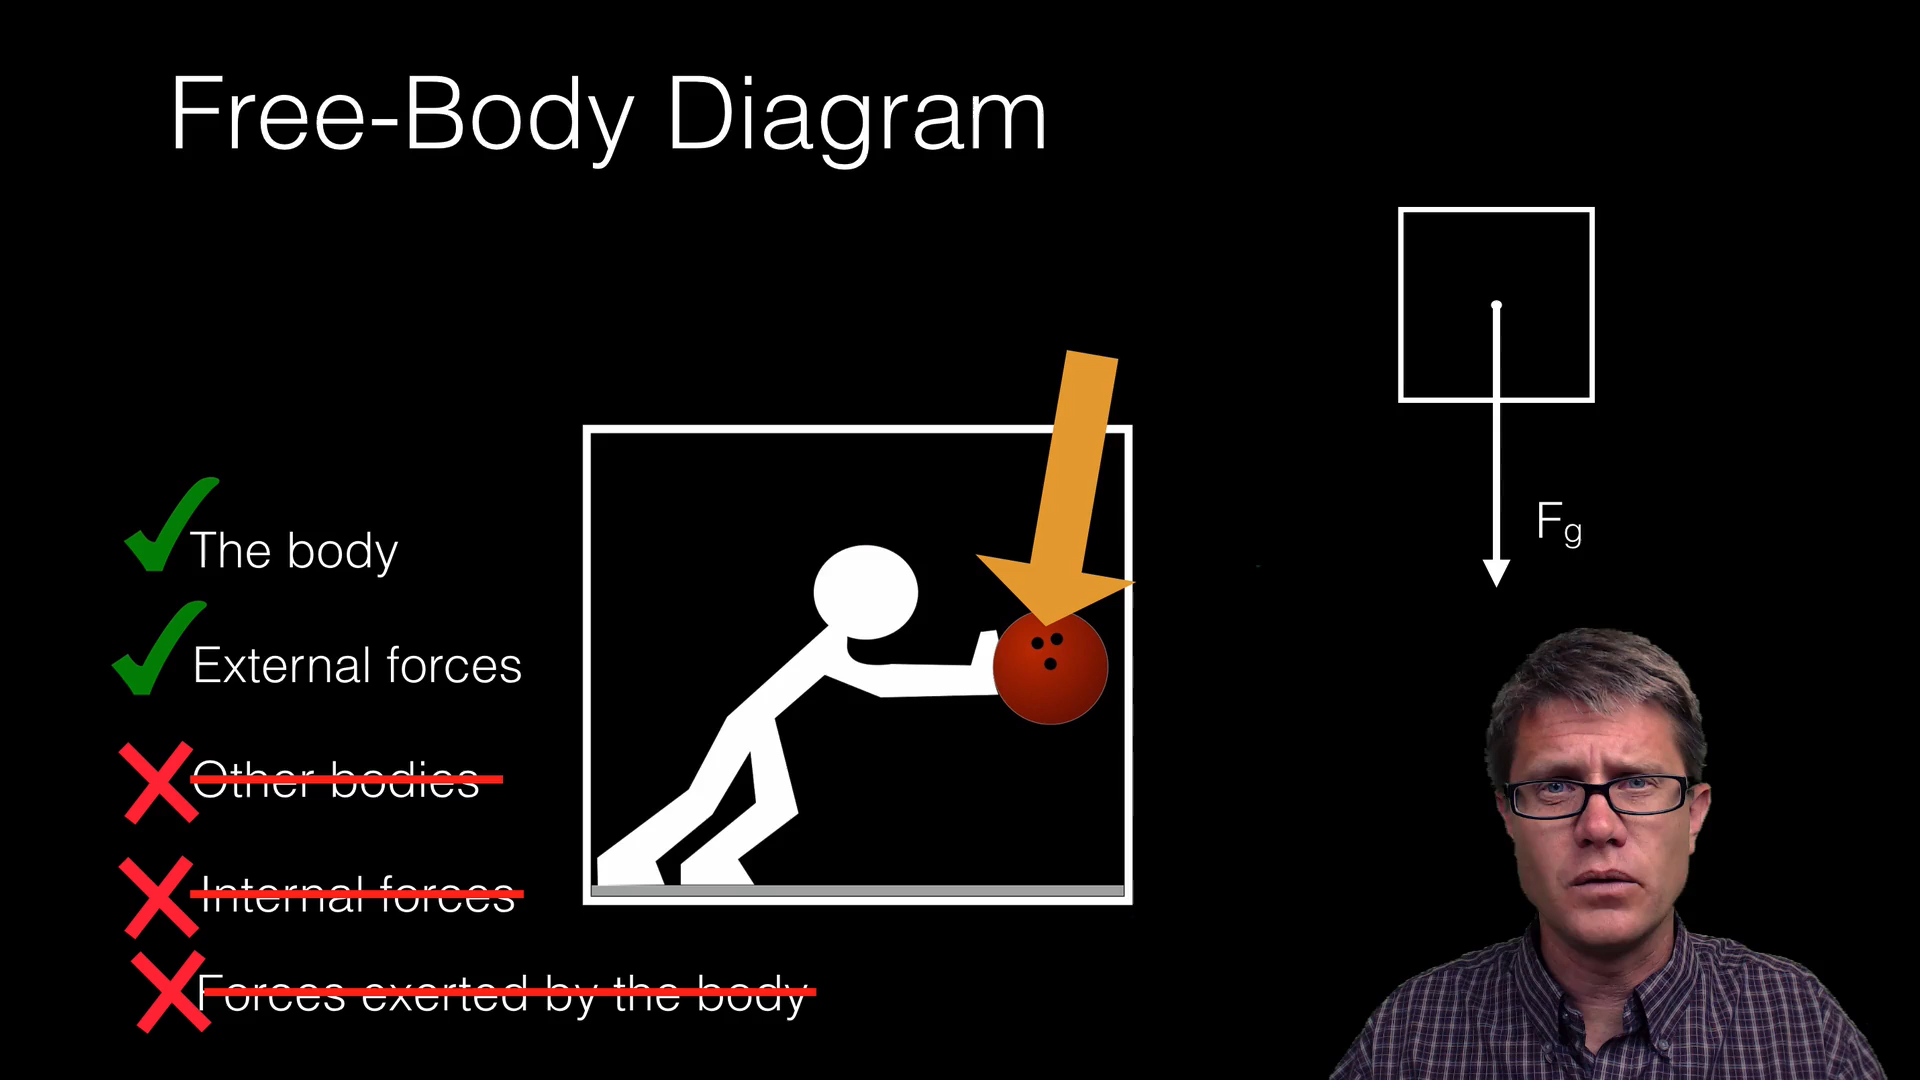 Free-Body Diagram
The body
External forces
Other bodies
Internal forces
Forces exerted by the body
Fg